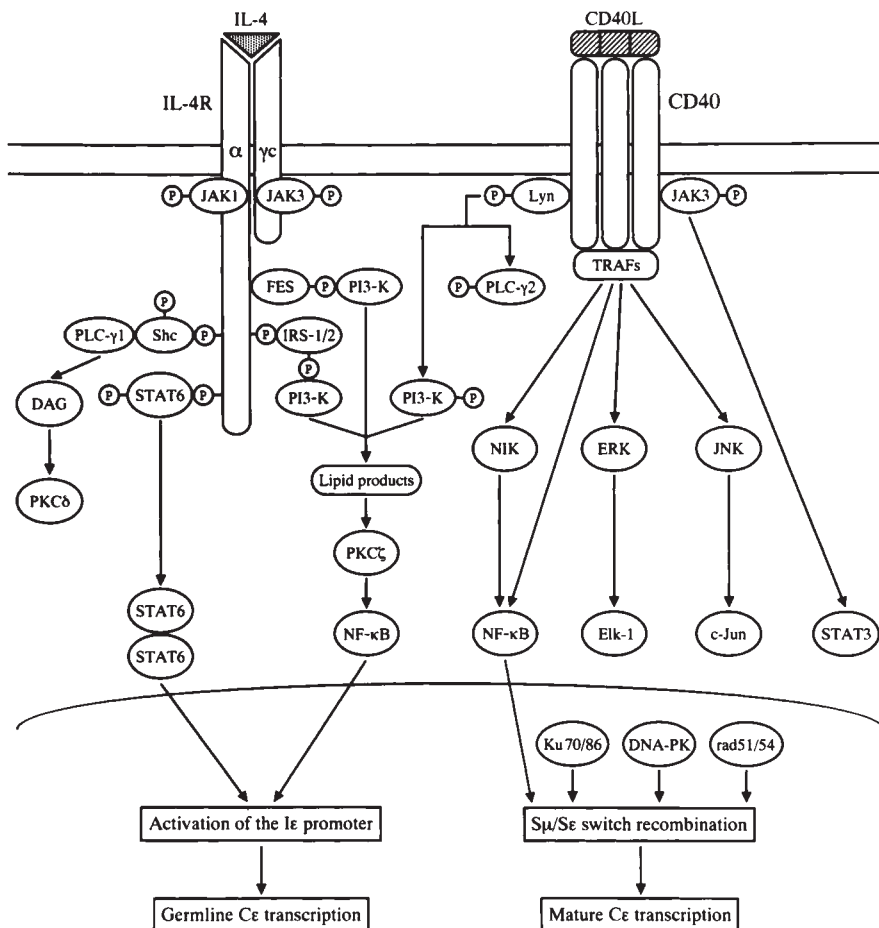 IL-4
CD40L
IL-4R
CD40
α
γc
P
JAK1
JAK3
P
P
Lyn
JAK3
P
TRAFs
FES
P
PI3-K
P
PLC-γ2
P
PLC-γ1
Shc
P
P
IRS-1/2
P
DAG
P
STAT6
P
PI3-K
PI3-K
P
NIK
ERK
JNK
Lipid products
PKCδ
PKCζ
STAT6
STAT6
NF-κB
NF-κB
Elk-1
c-Jun
STAT3
Ku 70/86
DNA-PK
rad51/54
Activation of the Iε promoter
Sμ/Sε switch recombination
Germline Cε transcription
Mature Cε transcription